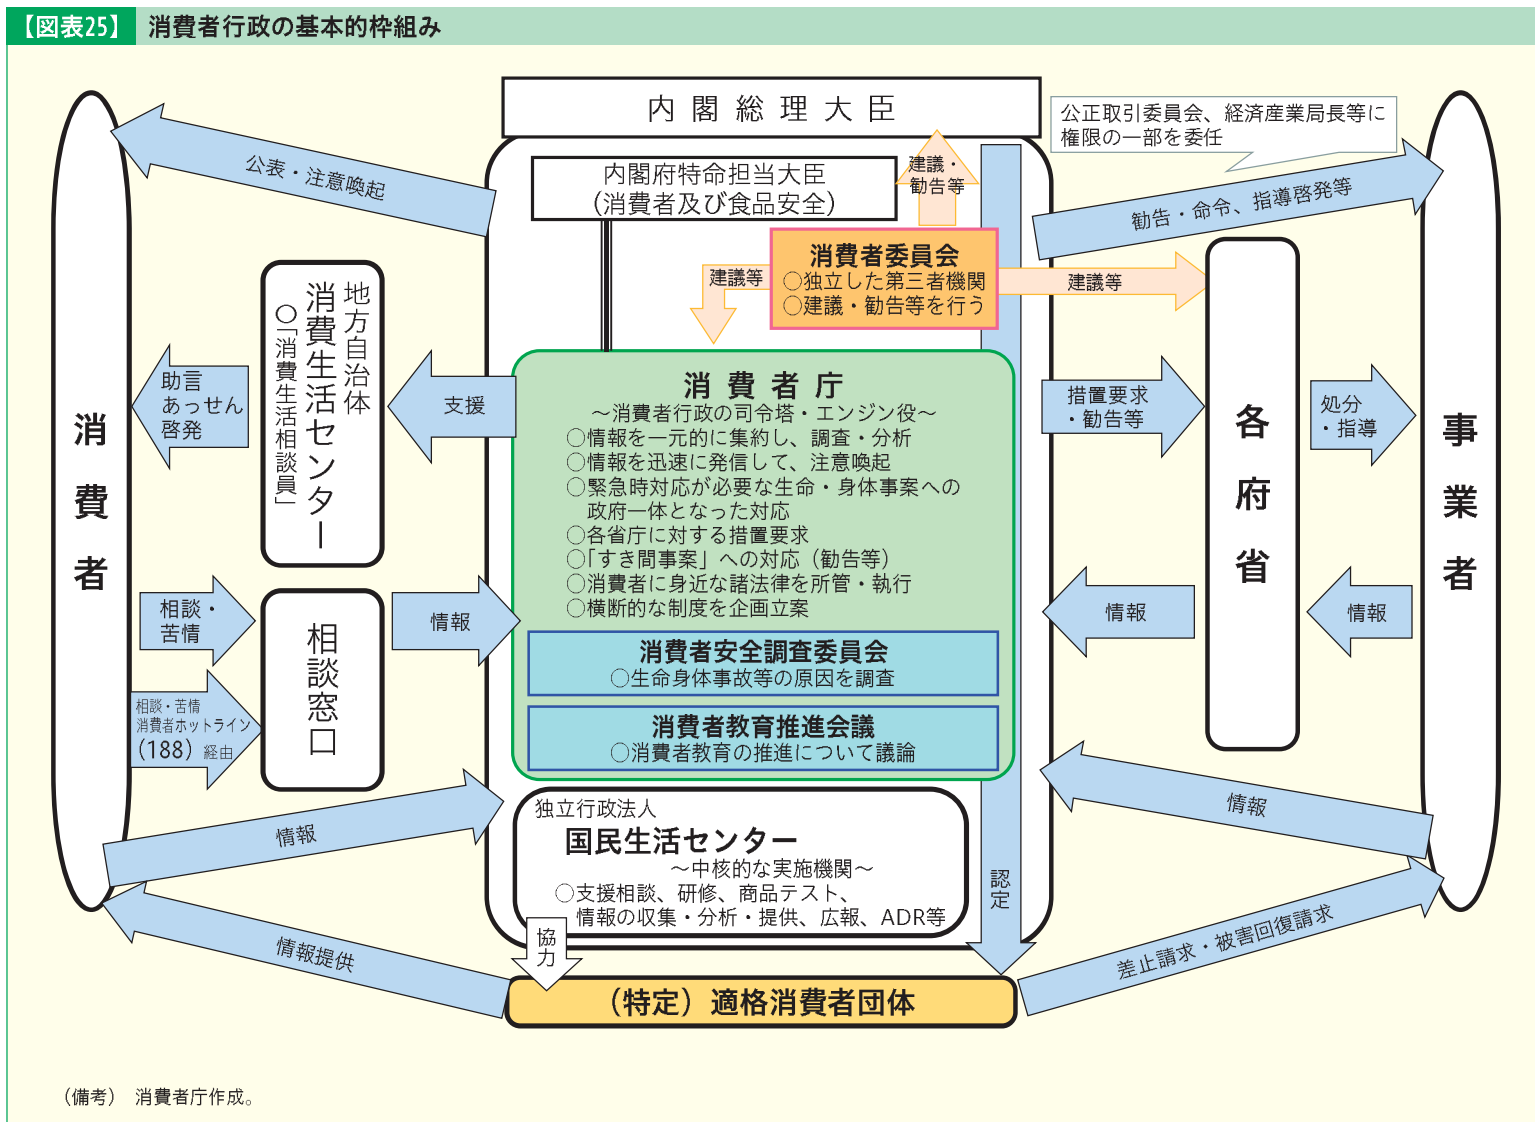 【図表25】 消費者行政の基本的枠組み
内閣総理大臣
公正取引委員会、経済産業局長等に
権限の一部を委任
内閣府特命担当大臣
(消費者及び食品安全)
建議・
勧告等
公表・注意喚起
勧告・命令、指導啓発等
消費者委員会
○独立した第三者機関
○建議・勧告等を行う
建議等
建議等
消費者
事業者
各府省
地方自治体
消費生活センター
○「消費生活相談員」
助言
あっせん
啓発
支援
消費者庁
～消費者行政の司令塔・エンジン役～
○情報を一元的に集約し、調査・分析
○情報を迅速に発信して、注意喚起
○緊急時対応が必要な生命・身体事案への
政府一体となった対応
○各省庁に対する措置要求
○「すき間事案」への対応（勧告等）
○消費者に身近な諸法律を所管・執行
○横断的な制度を企画立案
消費者安全調査委員会
○生命身体事故等の原因を調査
消費者教育推進会議
○消費者教育の推進について議論
措置要求
・勧告等
処分
・指導
相談・
苦情
相談・苦情
消費者ホットライン
(188) 経由
相談窓口
情報
情報
情報
情報
情報
独立行政法人
国民生活センター
～中核的な実施機関～
○支援相談、研修、商品テスト、
情報の収集・分析・提供、広報、ADR等
認定
協力
情報提供
差止請求・被害回復請求
（特定）適格消費者団体
（備考） 消費者庁作成。